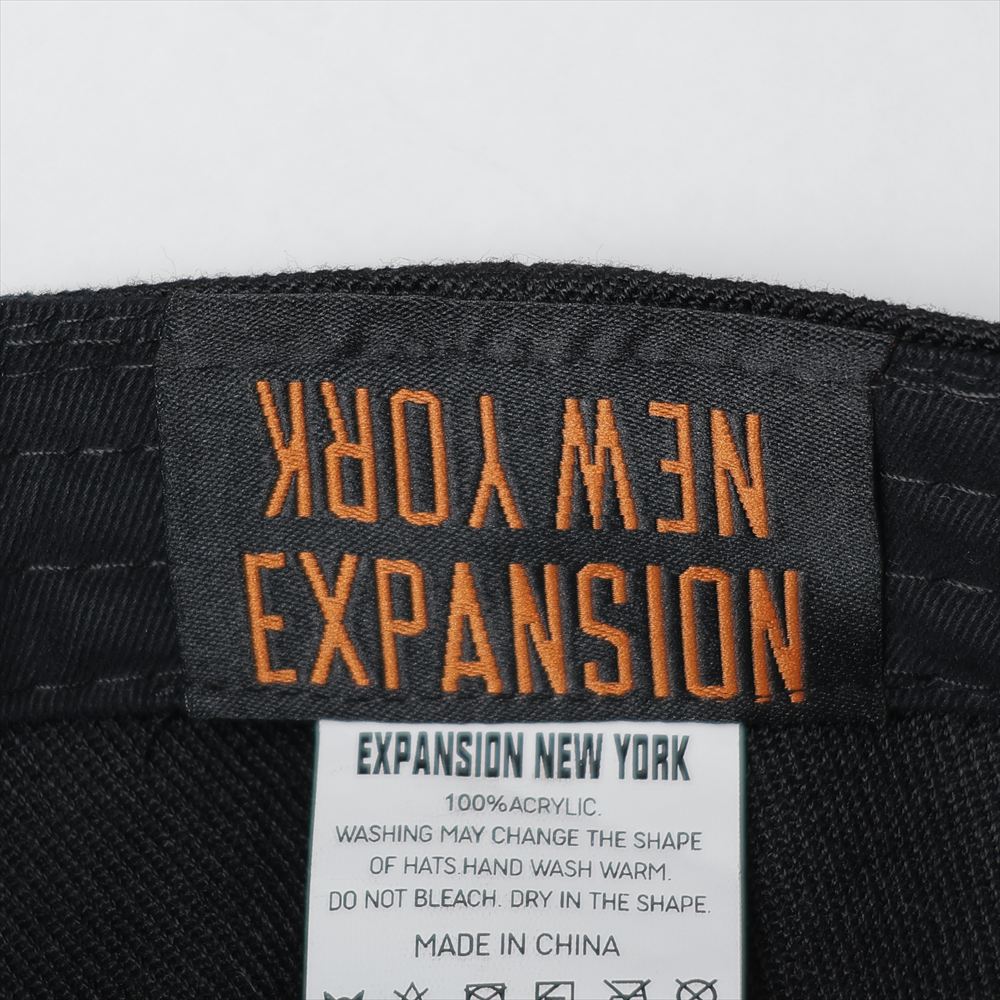 NEW YORK
EXPANSION
EXPANSION NEW YORK
100%ACRYLIC.
WASHING MAY CHANGE THE SHAPE
OF HATS.HAND WASH WARM.
DO NOT BLEACH. DRY IN THE SHAPE.
MADE IN CHINA